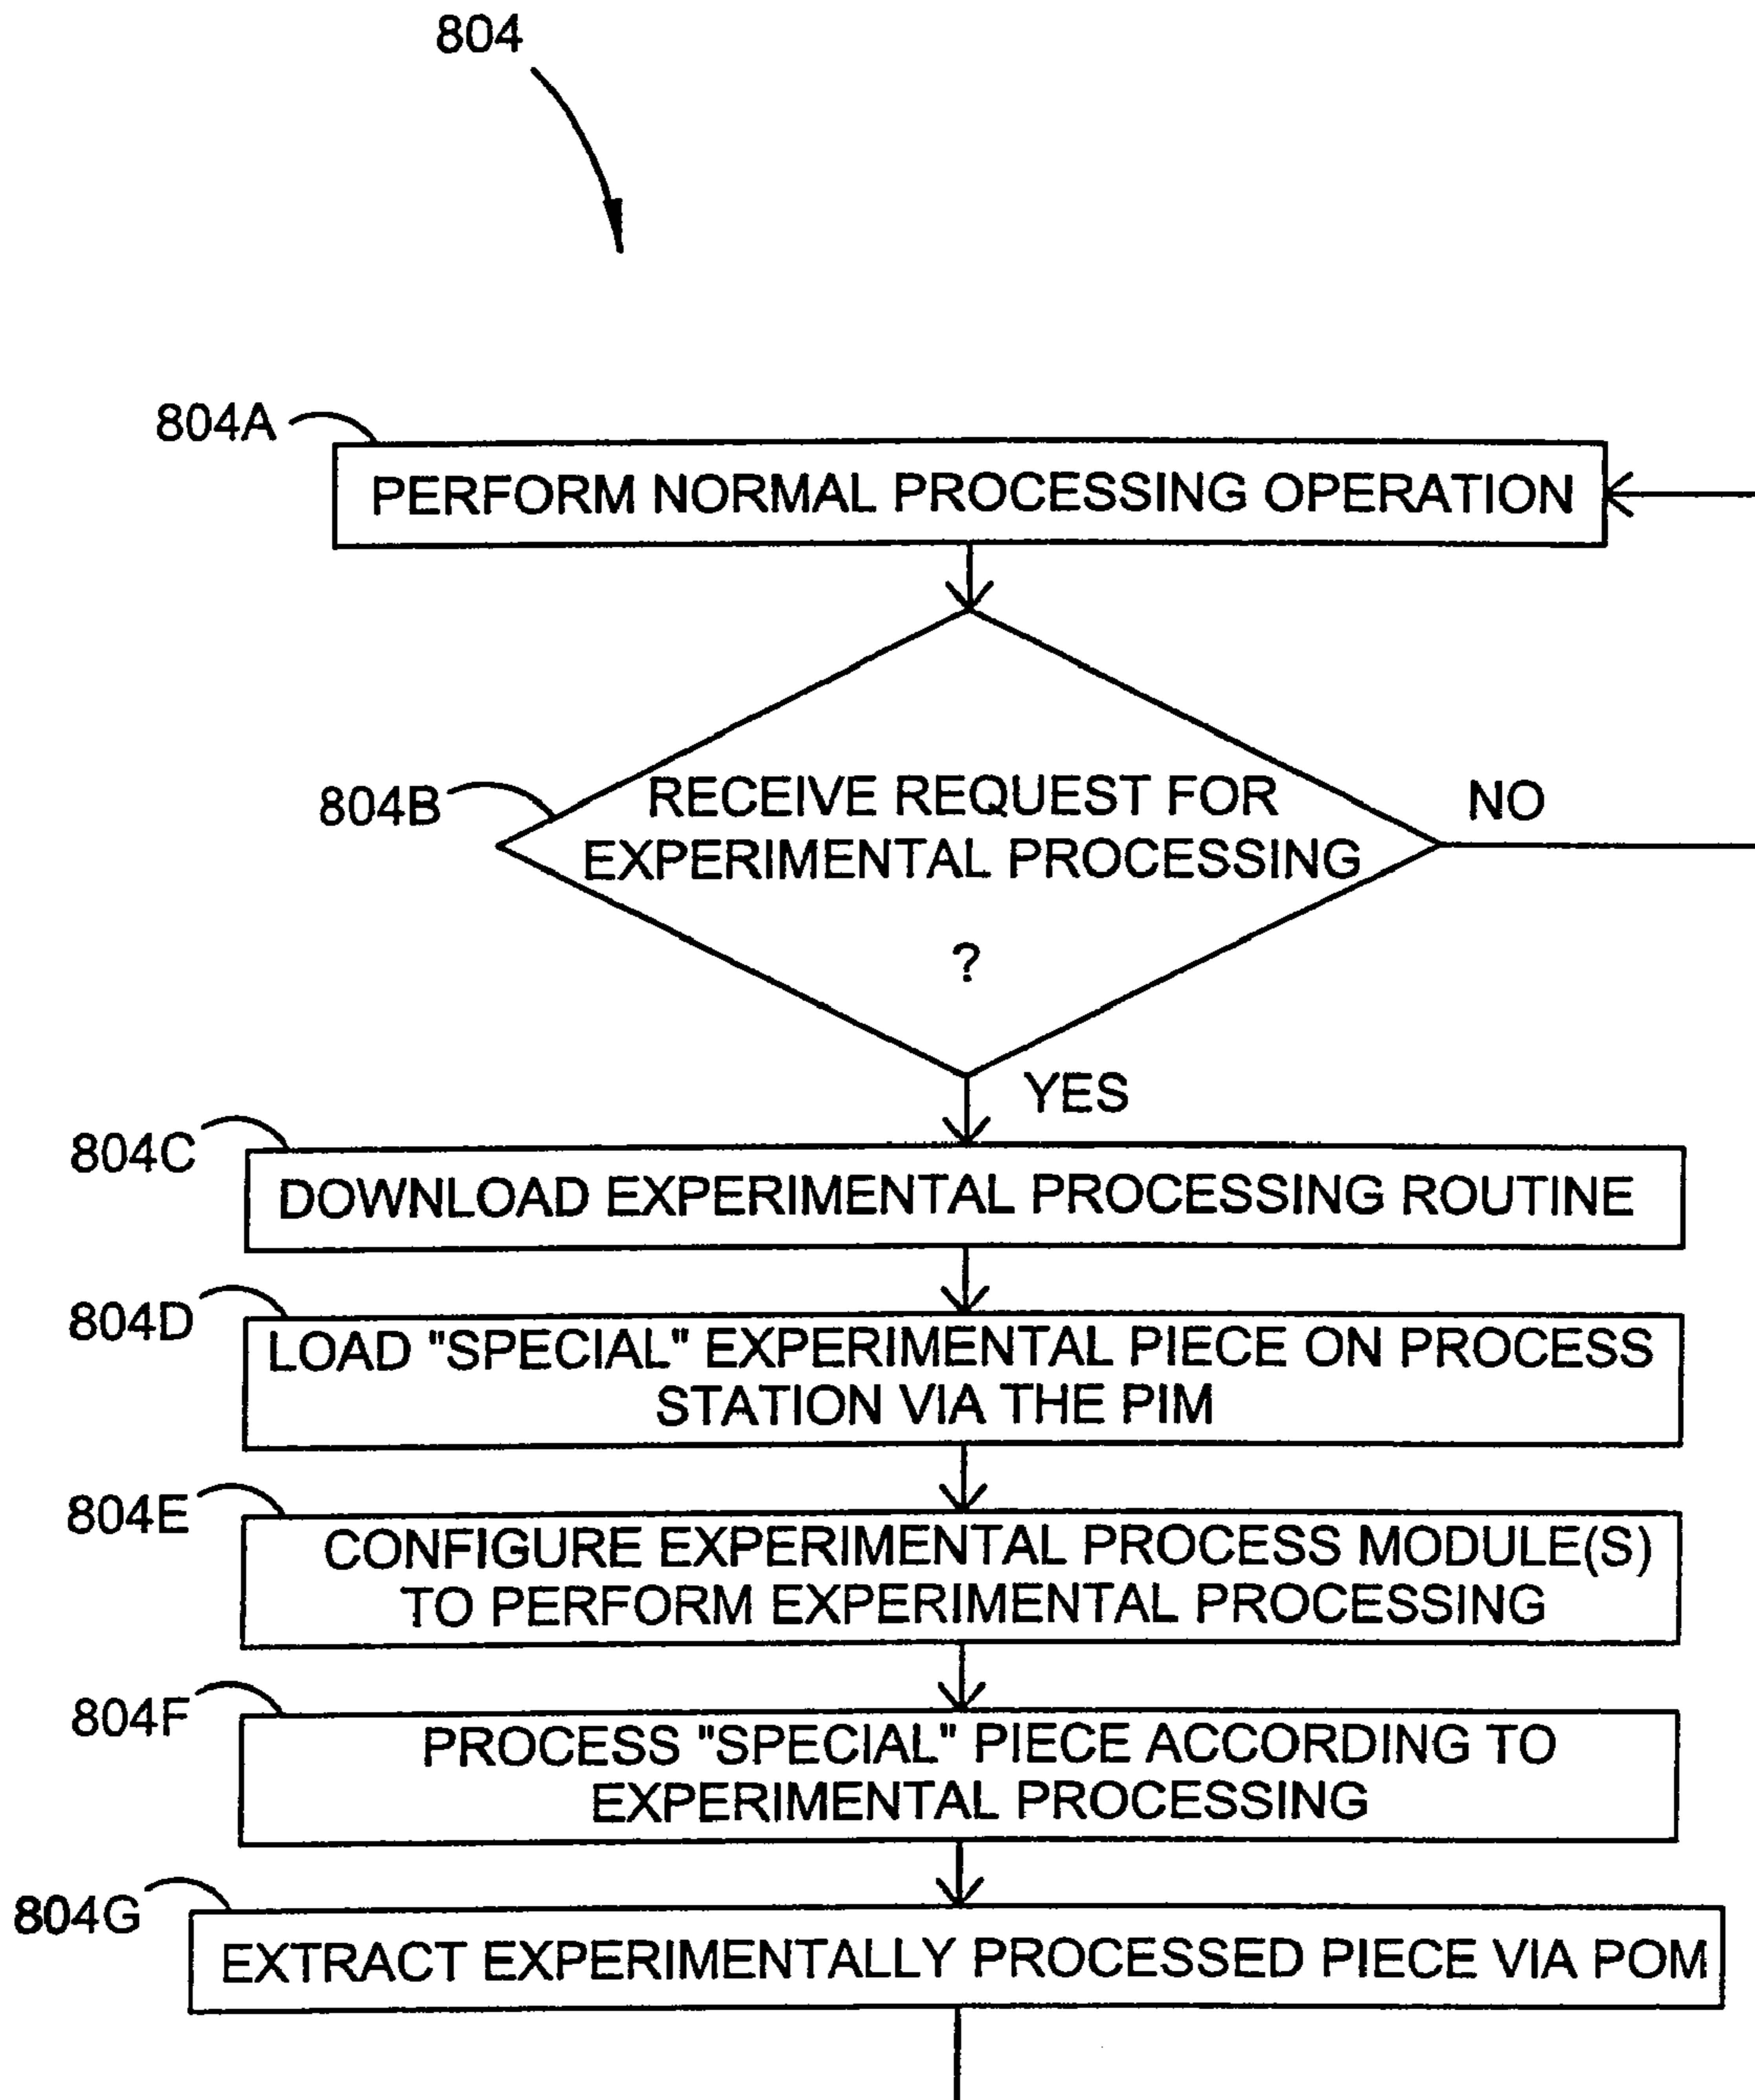 804
804A
PERFORM NORMAL PROCESSING OPERATION
804B
RECEIVE REQUEST FOR
EXPERIMENTAL PROCESSING
?
NO
YES
804C
DOWNLOAD EXPERIMENTAL PROCESSING ROUTINE
804D
LOAD "SPECIAL" EXPERIMENTAL PIECE ON PROCESS
STATION VIA THE PIM
804E
CONFIGURE EXPERIMENTAL PROCESS MODULE(S)
TO PERFORM EXPERIMENTAL PROCESSING
804F
PROCESS "SPECIAL" PIECE ACCORDING TO
EXPERIMENTAL PROCESSING
804G
EXTRACT EXPERIMENTALLY PROCESSED PIECE VIA POM